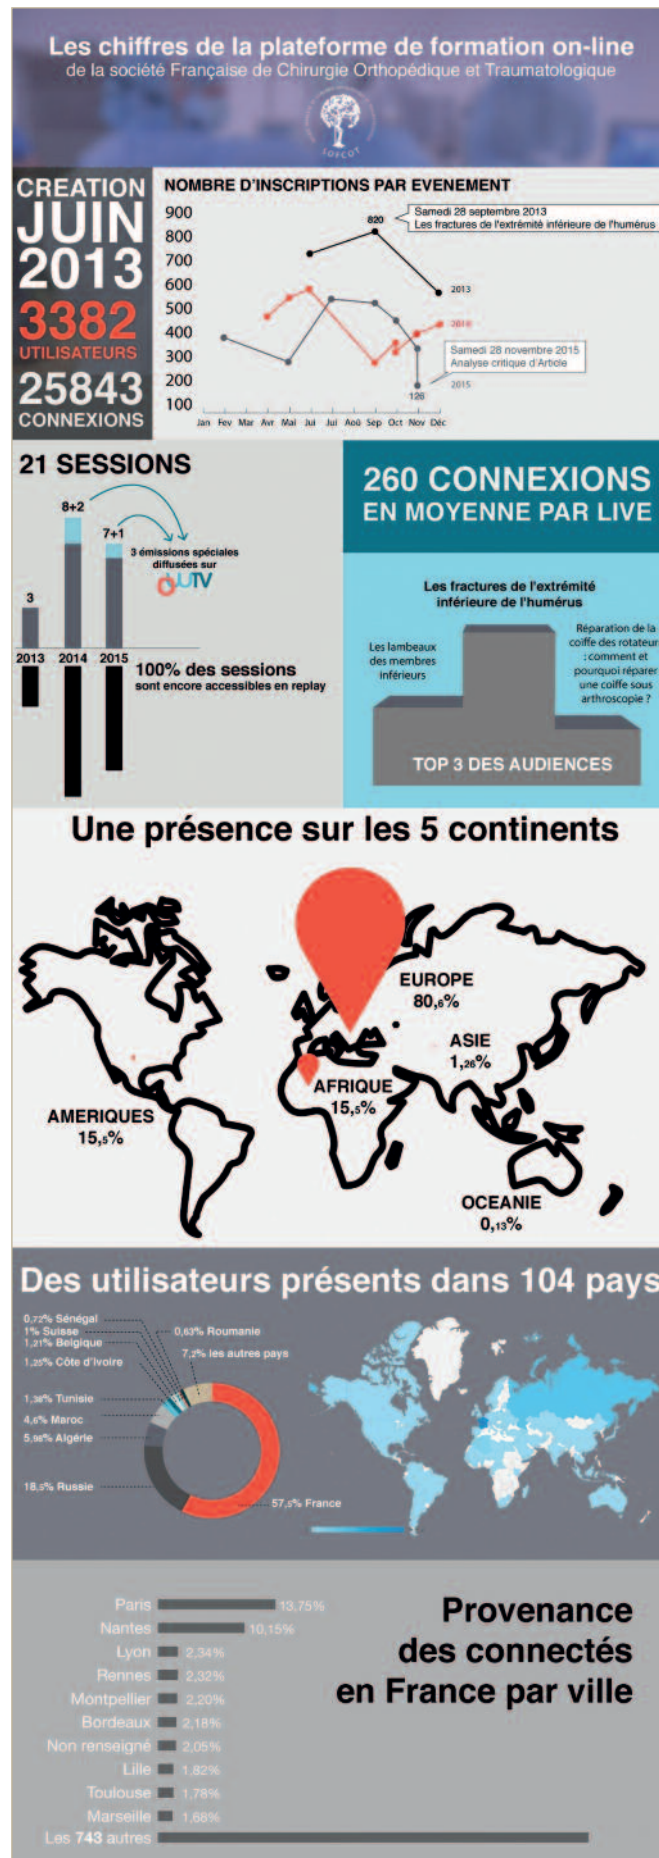 Les chiffres de la plateforme de formation on-line
de la société Française de Chirurgie Orthopédique et Traumatologique
SOFCOT
CREATION
JUIN
2013
3382
UTILISATEURS
25843
CONNEXIONS
NOMBRE D'INSCRIPTIONS PAR EVENEMENT
900
800
700
600
500
400
300
200
100
820
Samedi 28 septembre 2013
Les fractures de l'extrémité inférieure de l'humérus
2013
Samedi 28 novembre 2015
Analyse critique d'Article
2015
126
Jan Fev Mar Avr Mai Jui Jui Aoû Sep Oct Nov Déc
21 SESSIONS
8+2
7+1
3
3 émissions spéciales
diffusées sur
TV
2013 2014 2015
100% des sessions
sont encore accessibles en replay
260 CONNEXIONS
EN MOYENNE PAR LIVE
Les fractures de l'extrémité
inférieure de l'humérus
Les lambeaux
des membres
inférieurs
Réparation de la
coiffe des rotateurs
: comment et
pourquoi réparer
une coiffe sous
arthroscopie ?
TOP 3 DES AUDIENCES
Une présence sur les 5 continents
EUROPE
80,6%
ASIE
1,26%
AFRIQUE
15,5%
AMERIQUES
15,5%
OCEANIE
0,13%
Des utilisateurs présents dans 104 pays
0,72% Sénégal
1% Suisse
1,21% Belgique
1,25% Côte d'Ivoire
0,63% Roumanie
7,2% les autres pays
1,38% Tunisie
4,6% Maroc
5,98% Algérie
18,5% Russie
57,5% France
Provenance
des connectés
en France par ville
Paris 13,75%
Nantes 10,15%
Lyon 2,34%
Rennes 2,32%
Montpellier 2,20%
Bordeaux 2,18%
Non renseigné 2,05%
Lille 1,82%
Toulouse 1,78%
Marseille 1,68%
Les 743 autres